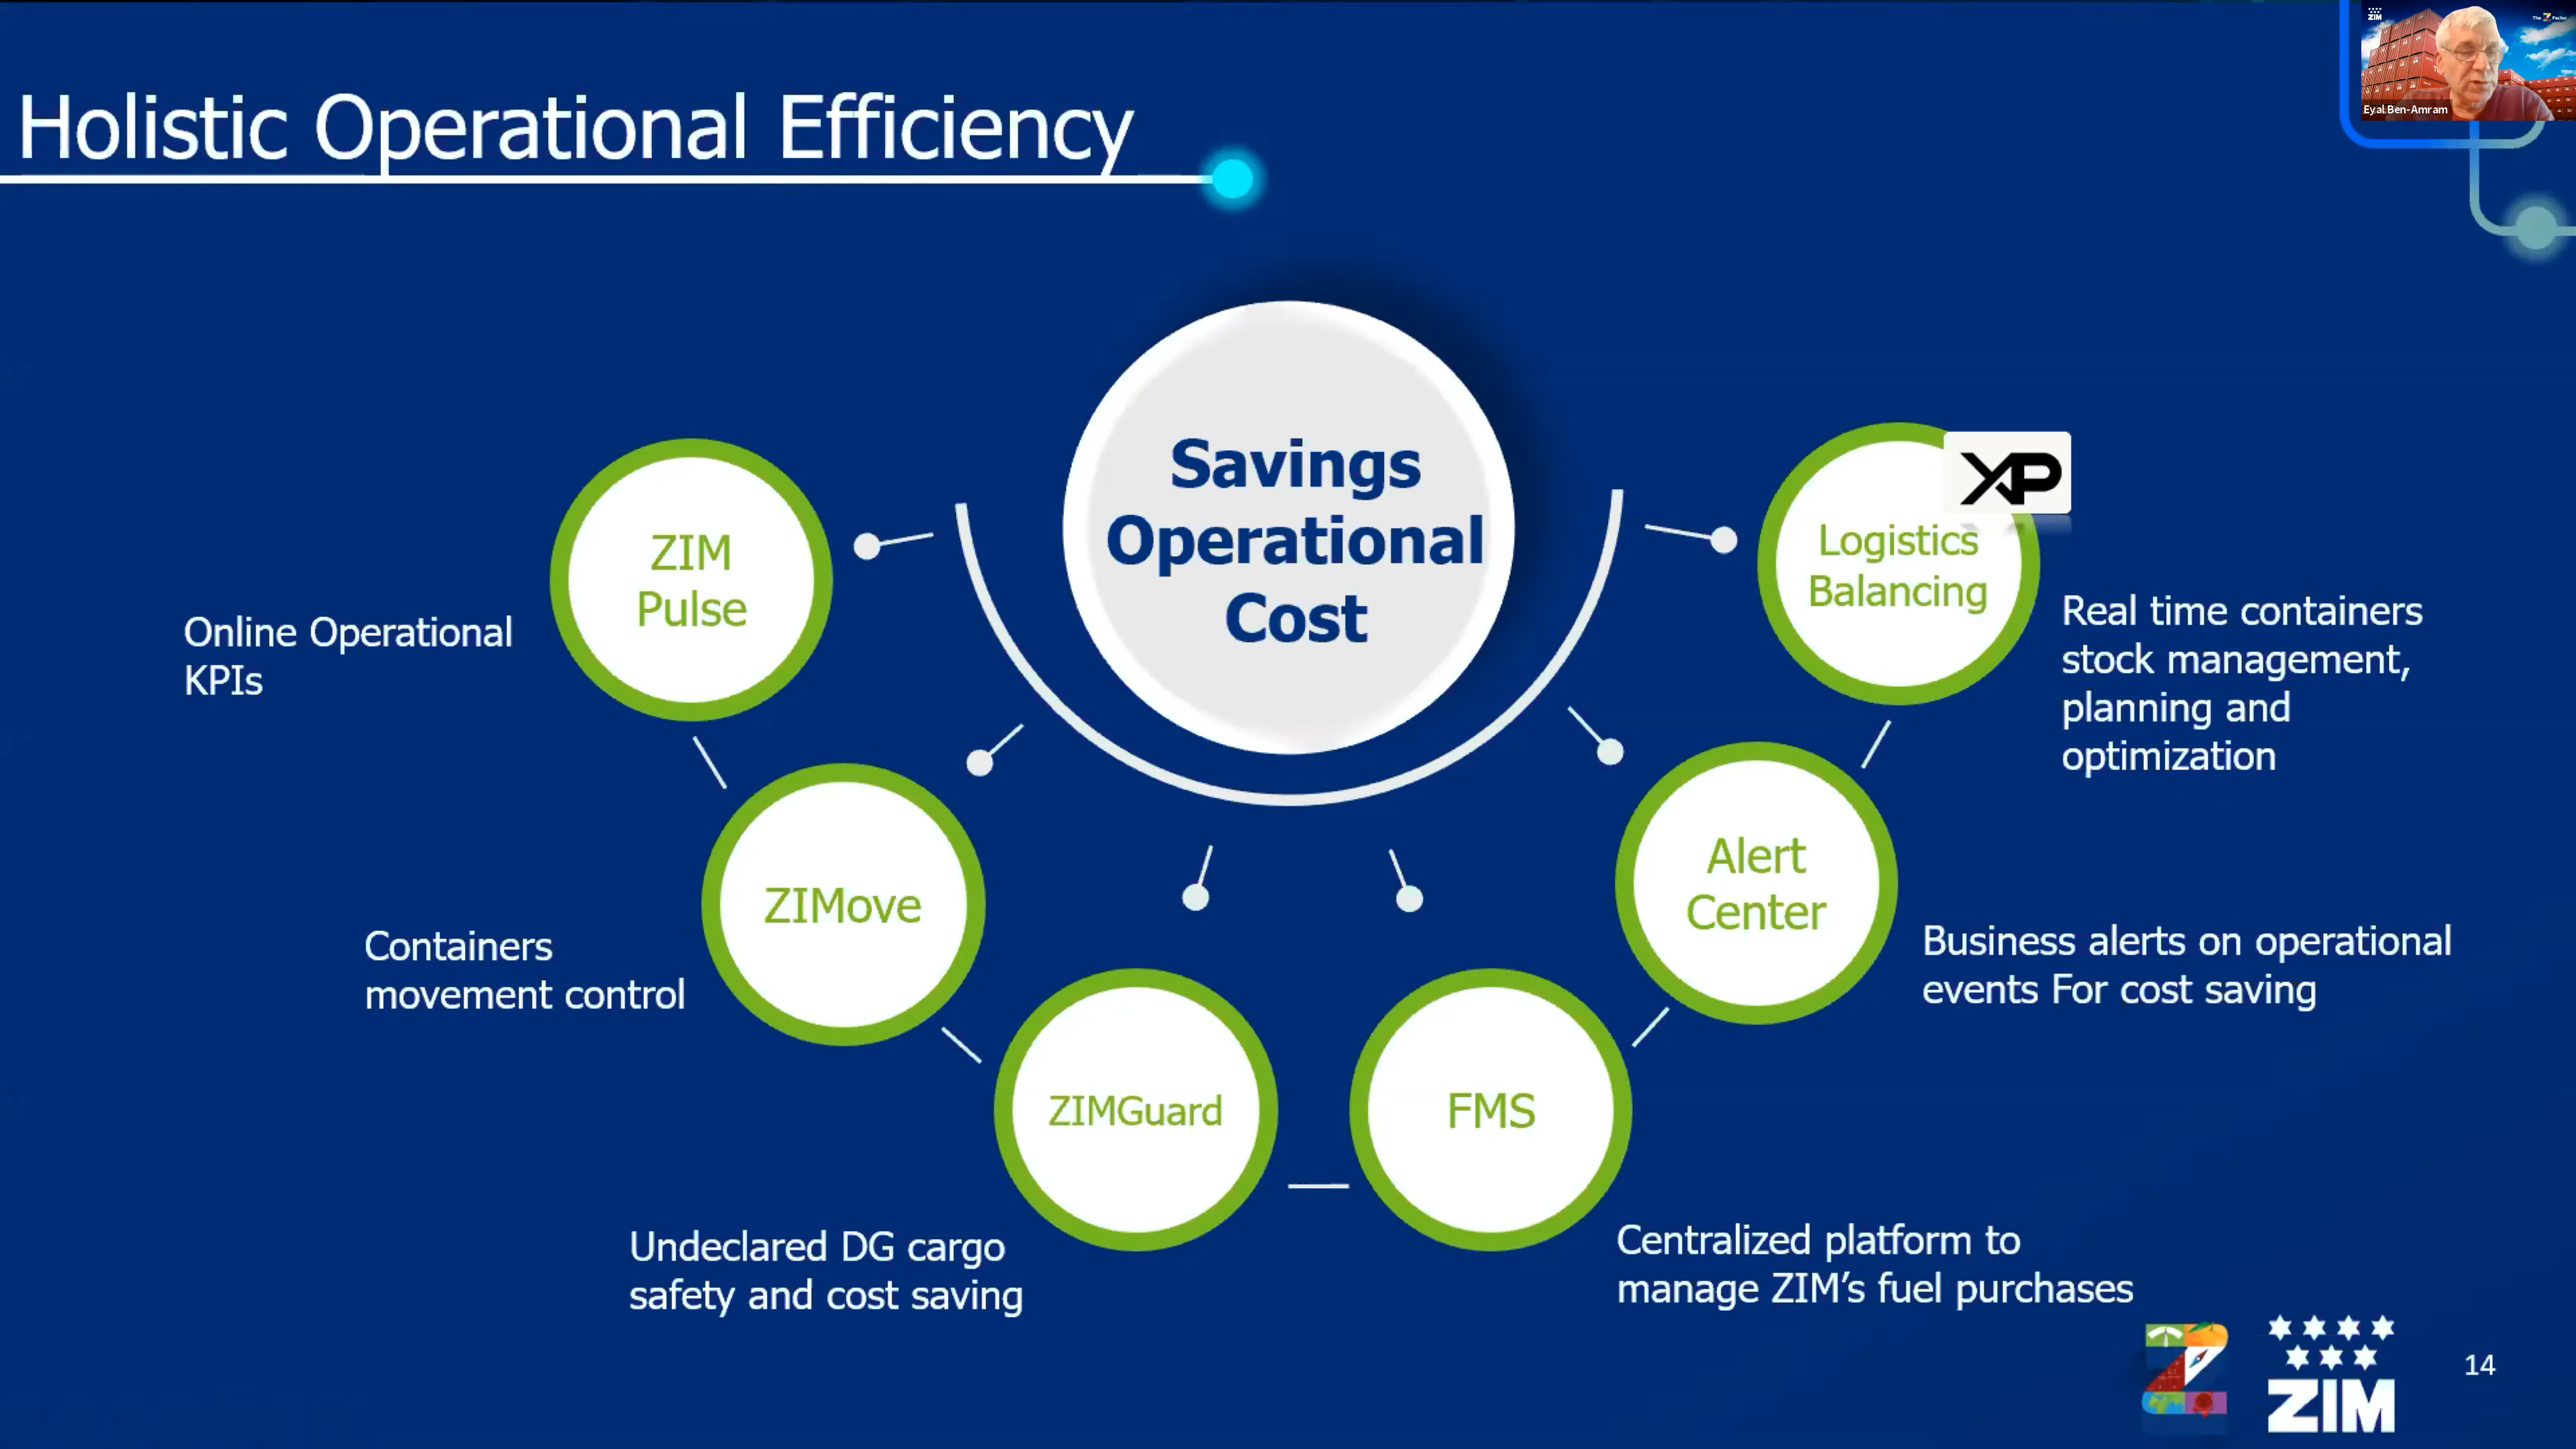 Holistic Operational Efficiency
ZIM
The Z Factor
Eyal Ben-Amram
Savings
Operational
Cost
ZIM
Pulse
Online Operational
KPIs
ZIMove
Containers
movement control
ZIMGuard
Undeclared DG cargo
safety and cost saving
FMS
Centralized platform to
manage ZIM’s fuel purchases
Alert
Center
Business alerts on operational
events For cost saving
XP
Logistics
Balancing
Real time containers
stock management,
planning and
optimization
Z
ZIM
14